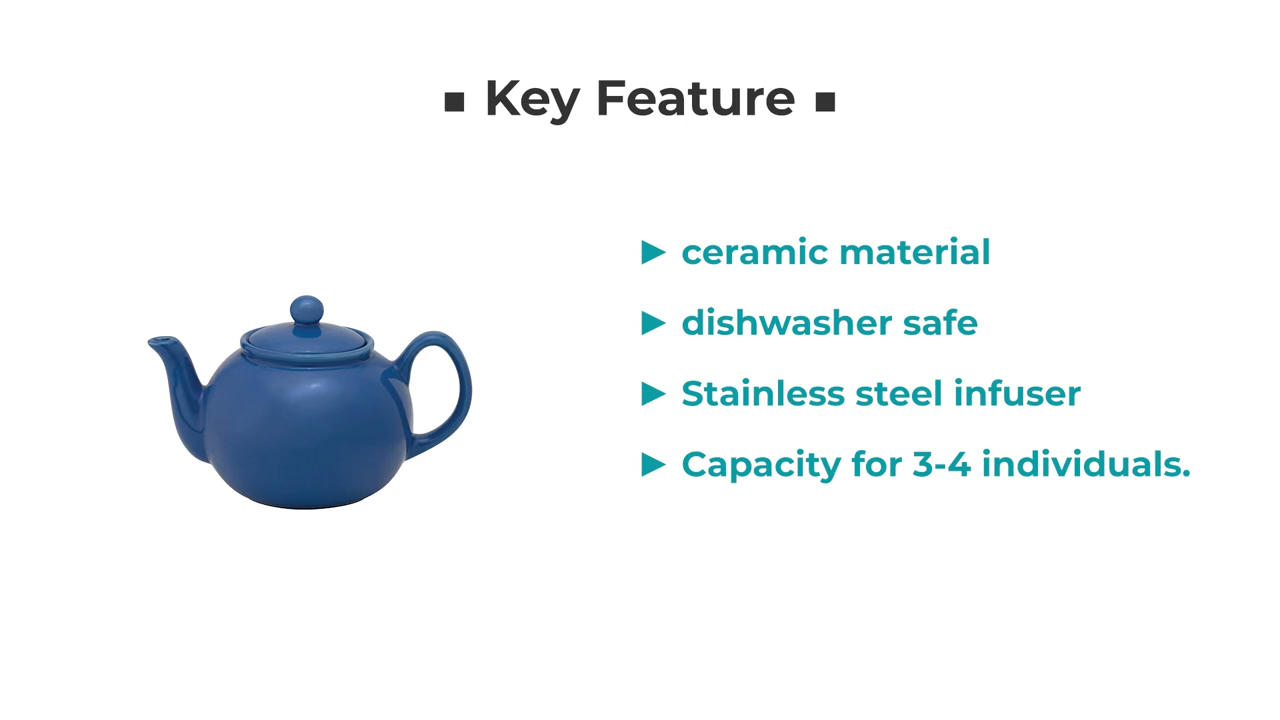 ▪ Key Feature ▪
► ceramic material
► dishwasher safe
► Stainless steel infuser
► Capacity for 3-4 individuals.